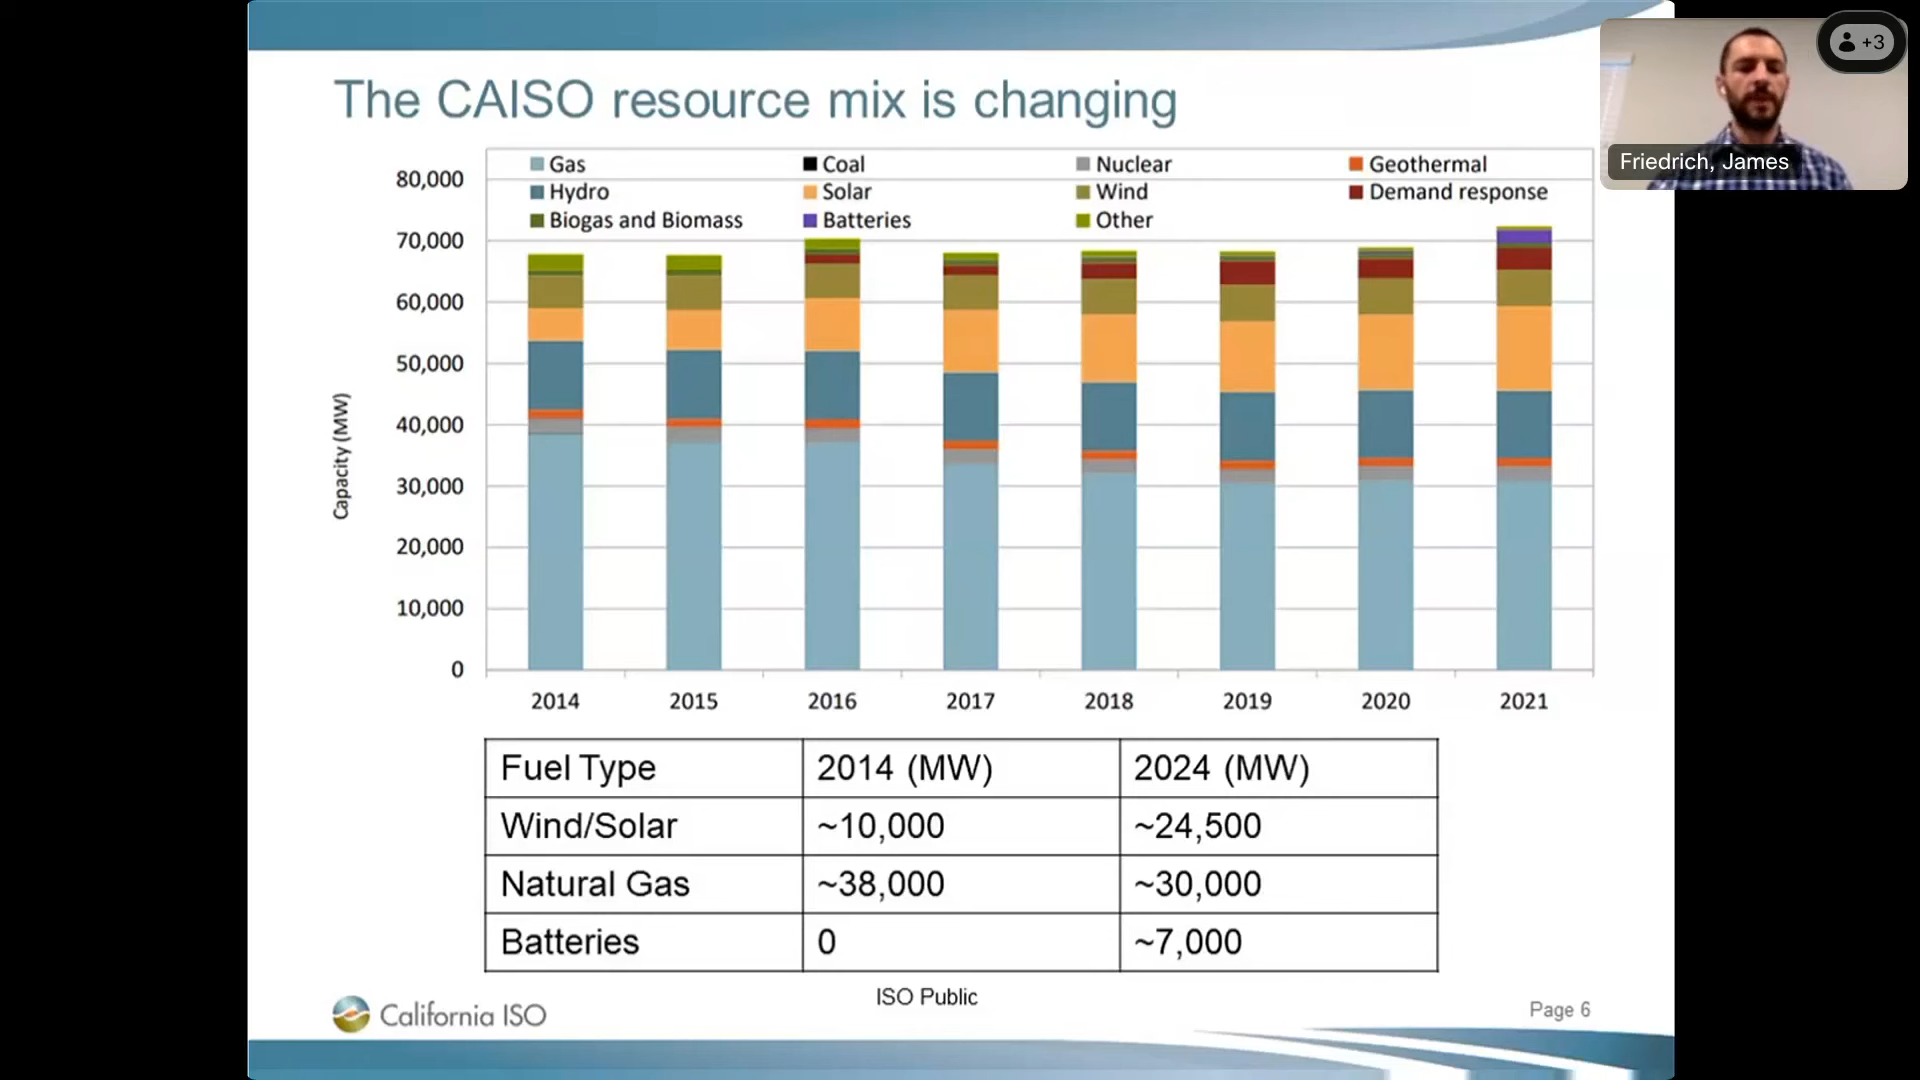 The CAISO resource mix is changing
+3
Friedrich, James
Gas Coal Nuclear Geothermal
Hydro Solar Wind Demand response
Biogas and Biomass Batteries Other
Capacity (MW)
80,000
70,000
60,000
50,000
40,000
30,000
20,000
10,000
0
2014 2015 2016 2017 2018 2019 2020 2021
Fuel Type 2014 (MW) 2024 (MW)
Wind/Solar ~10,000 ~24,500
Natural Gas ~38,000 ~30,000
Batteries 0 ~7,000
California ISO
ISO Public
Page 6